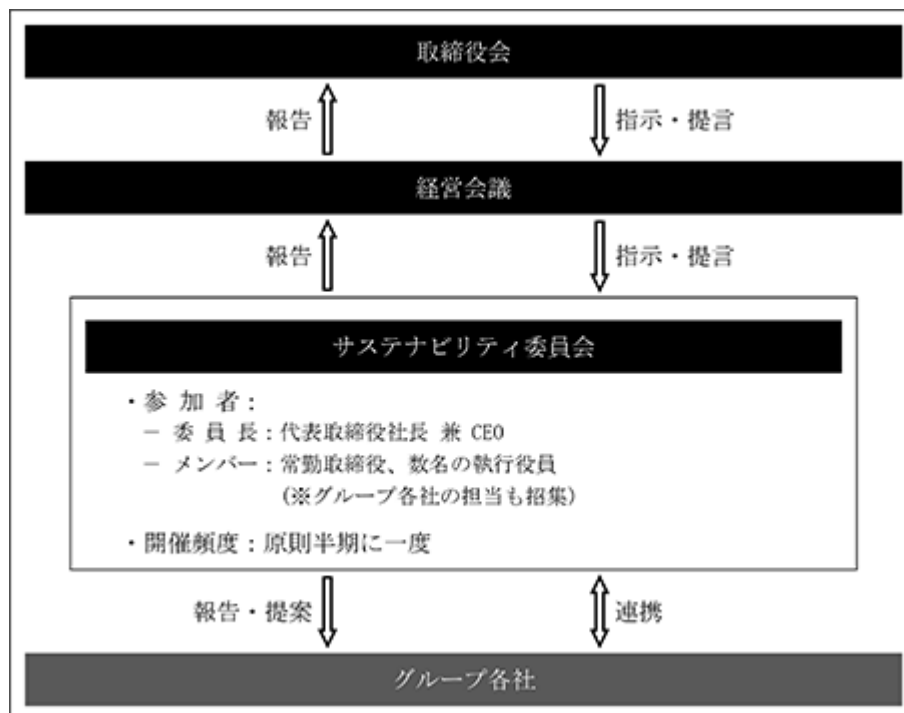 取締役会
報告
指示・提言
経営会議
報告
指示・提言
サステナビリティ委員会
・参 加 者：
－ 委 員 長：代表取締役社長 兼 CEO
－ メンバー：常勤取締役、数名の執行役員
(※グループ各社の担当も招集)
・開催頻度：原則半期に一度
報告・提案
連携
グループ各社